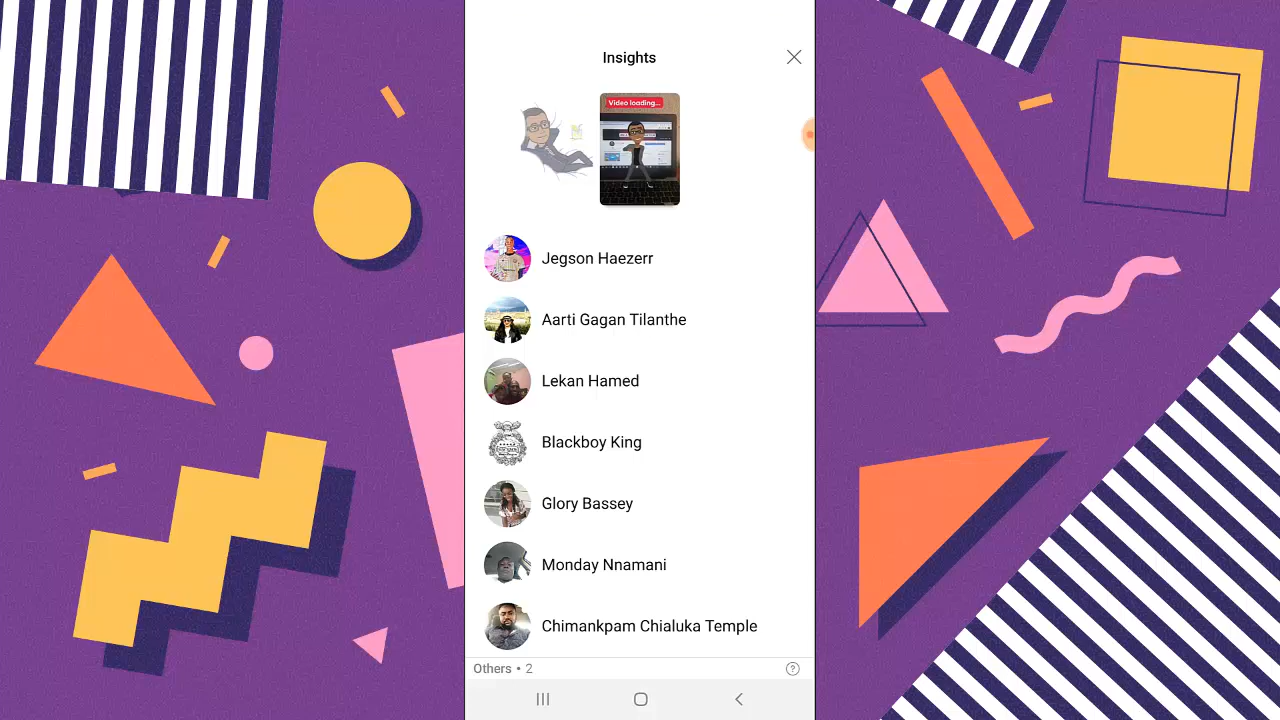 Insights
Video loading...
Jegson Haezerr
Aarti Gagan Tilanthe
Lekan Hamed
Blackboy King
Glory Bassey
Monday Nnamani
Chimankpam Chialuka Temple
Others • 2